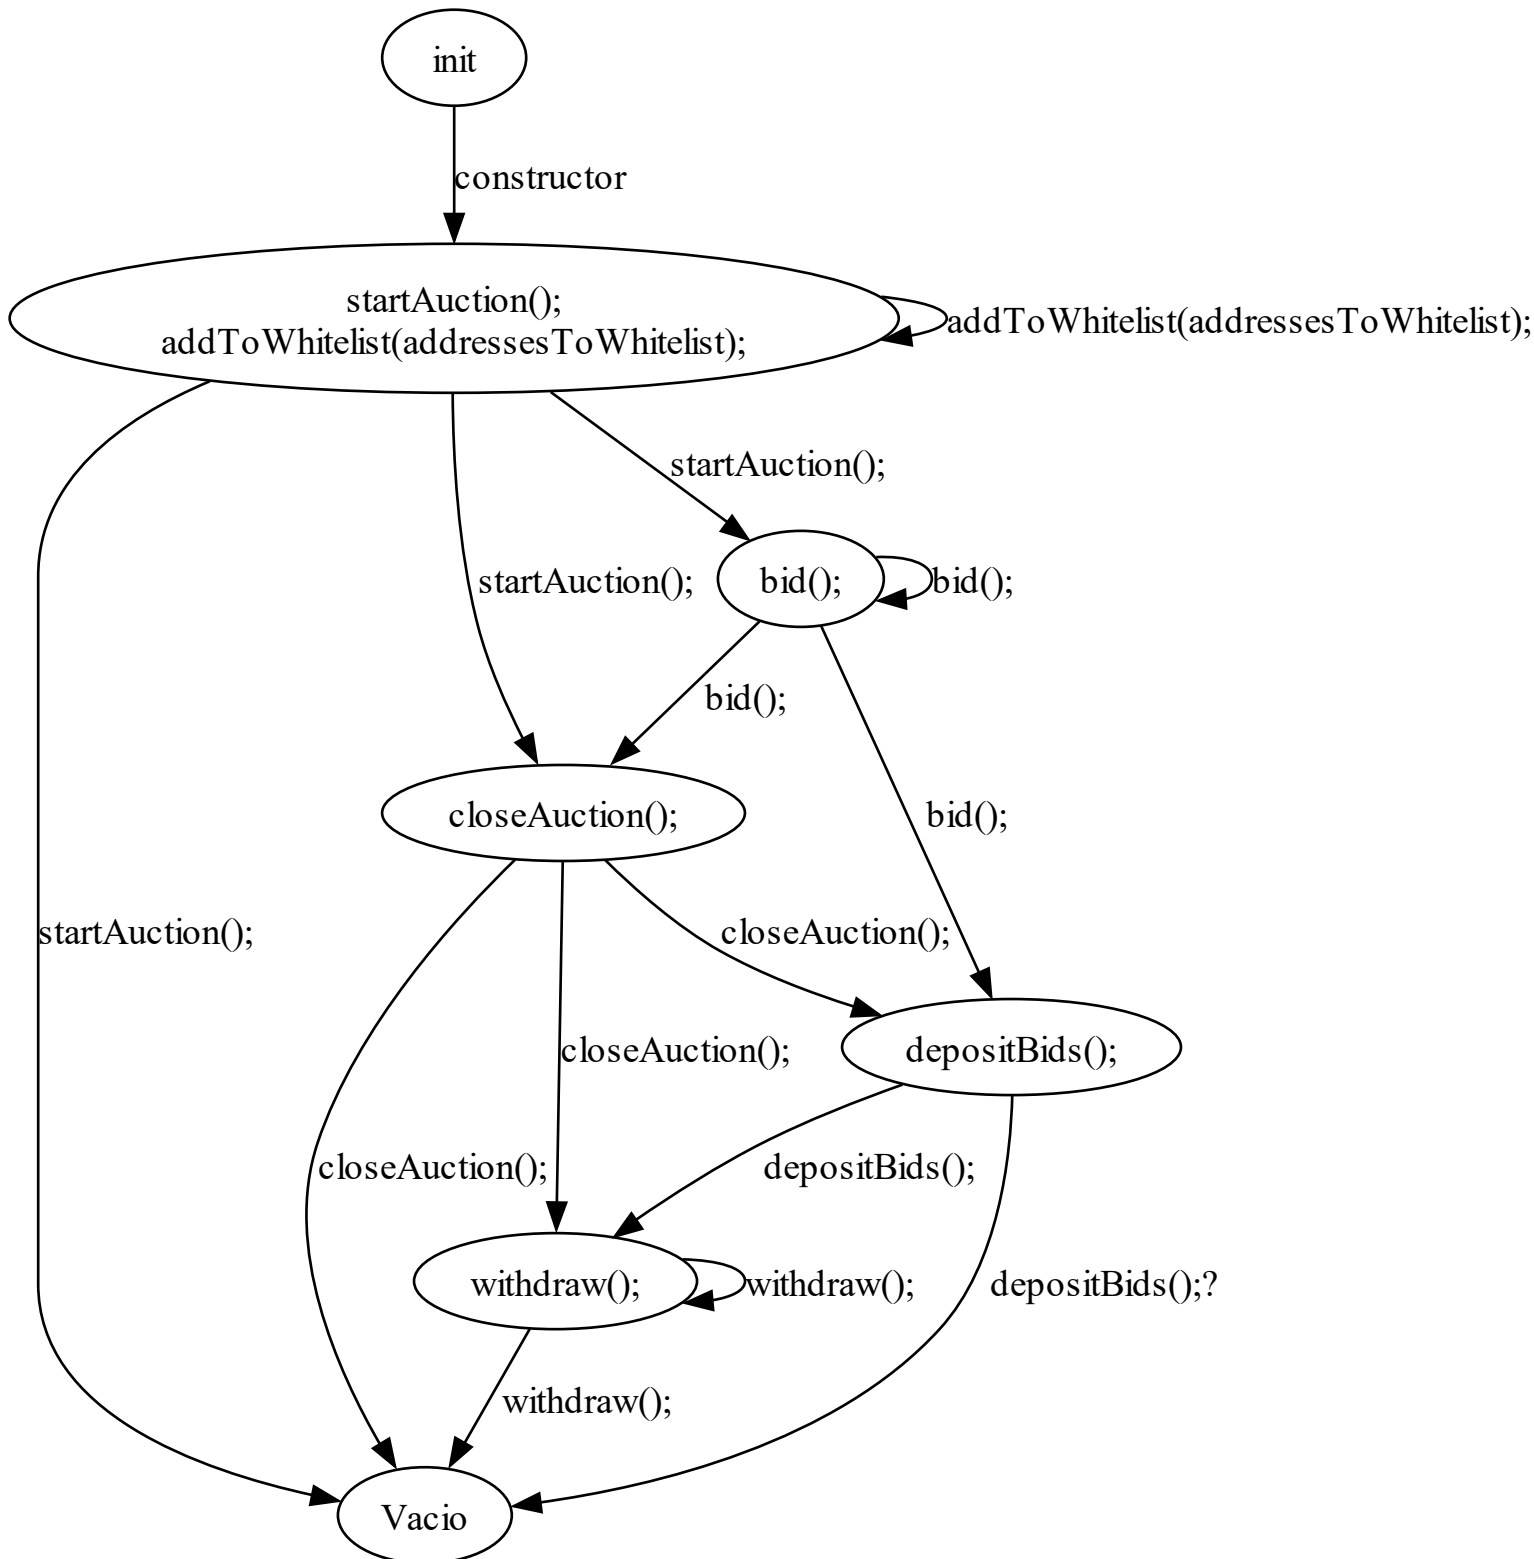 init
constructor
startAuction();
addToWhitelist(addressesToWhitelist);
addToWhitelist(addressesToWhitelist);
startAuction();
startAuction();
bid();
bid();
bid();
closeAuction();
bid();
startAuction();
closeAuction();
closeAuction();
depositBids();
closeAuction();
depositBids();
withdraw();
withdraw();
depositBids();?
withdraw();
Vacio